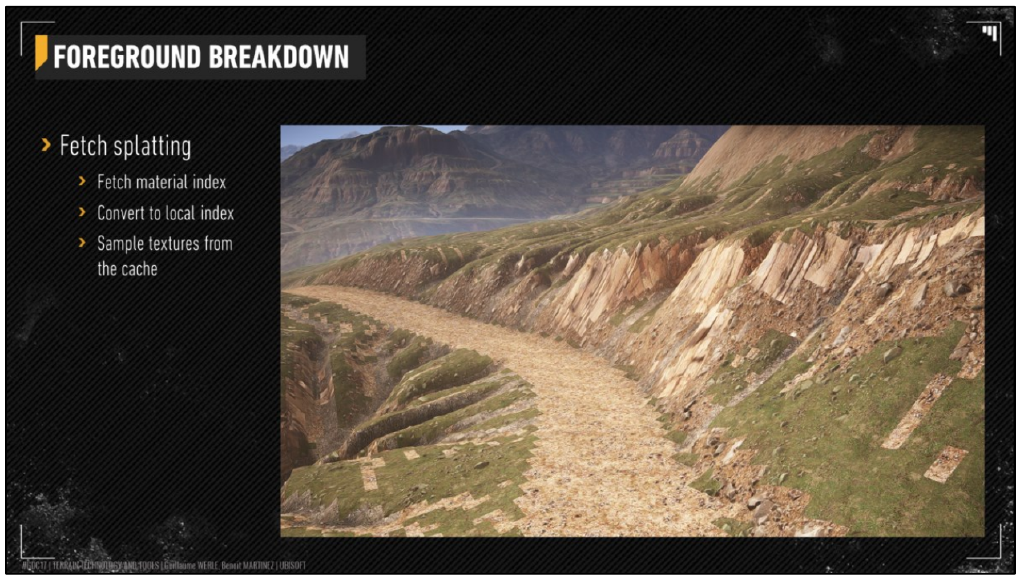 FOREGROUND BREAKDOWN
› Fetch splatting
› Fetch material index
› Convert to local index
› Sample textures from
the cache
#GDC17 | TERRAIN TECHNOLOGY AND TOOLS | Guillaume WERLE, Benoit MARTINEZ | UBISOFT